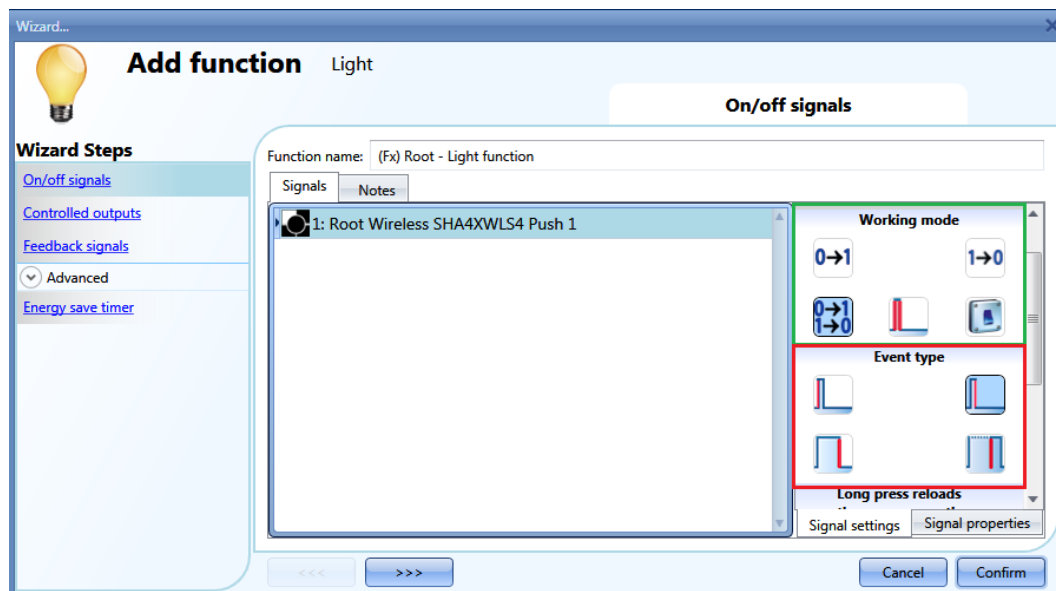 Wizard...
Add function Light
On/off signals
Wizard Steps
On/off signals
Controlled outputs
Feedback signals
Advanced
Energy save timer
Function name: (Fx) Root - Light function
Signals Notes
1: Root Wireless SHA4XWLS4 Push 1
Working mode
0→1 1→0
0→1
1→0
Event type
Long press reloads
Signal settings Signal properties
<<< >>> Cancel Confirm